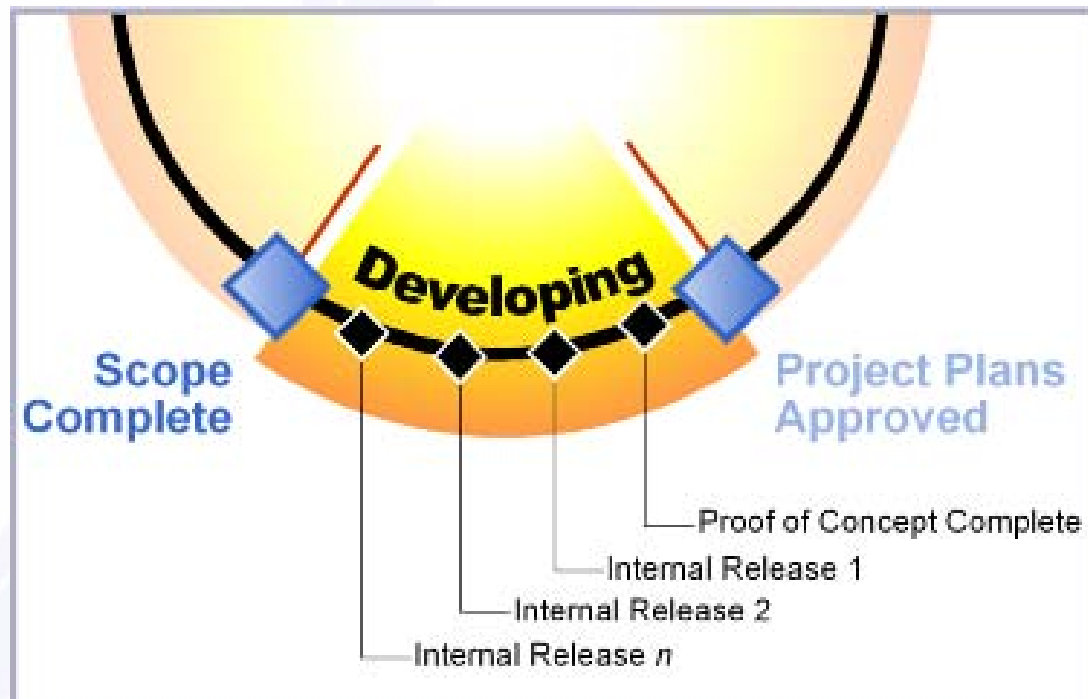 Developing
Scope
Complete
Project Plans
Approved
Proof of Concept Complete
Internal Release 1
Internal Release 2
Internal Release n